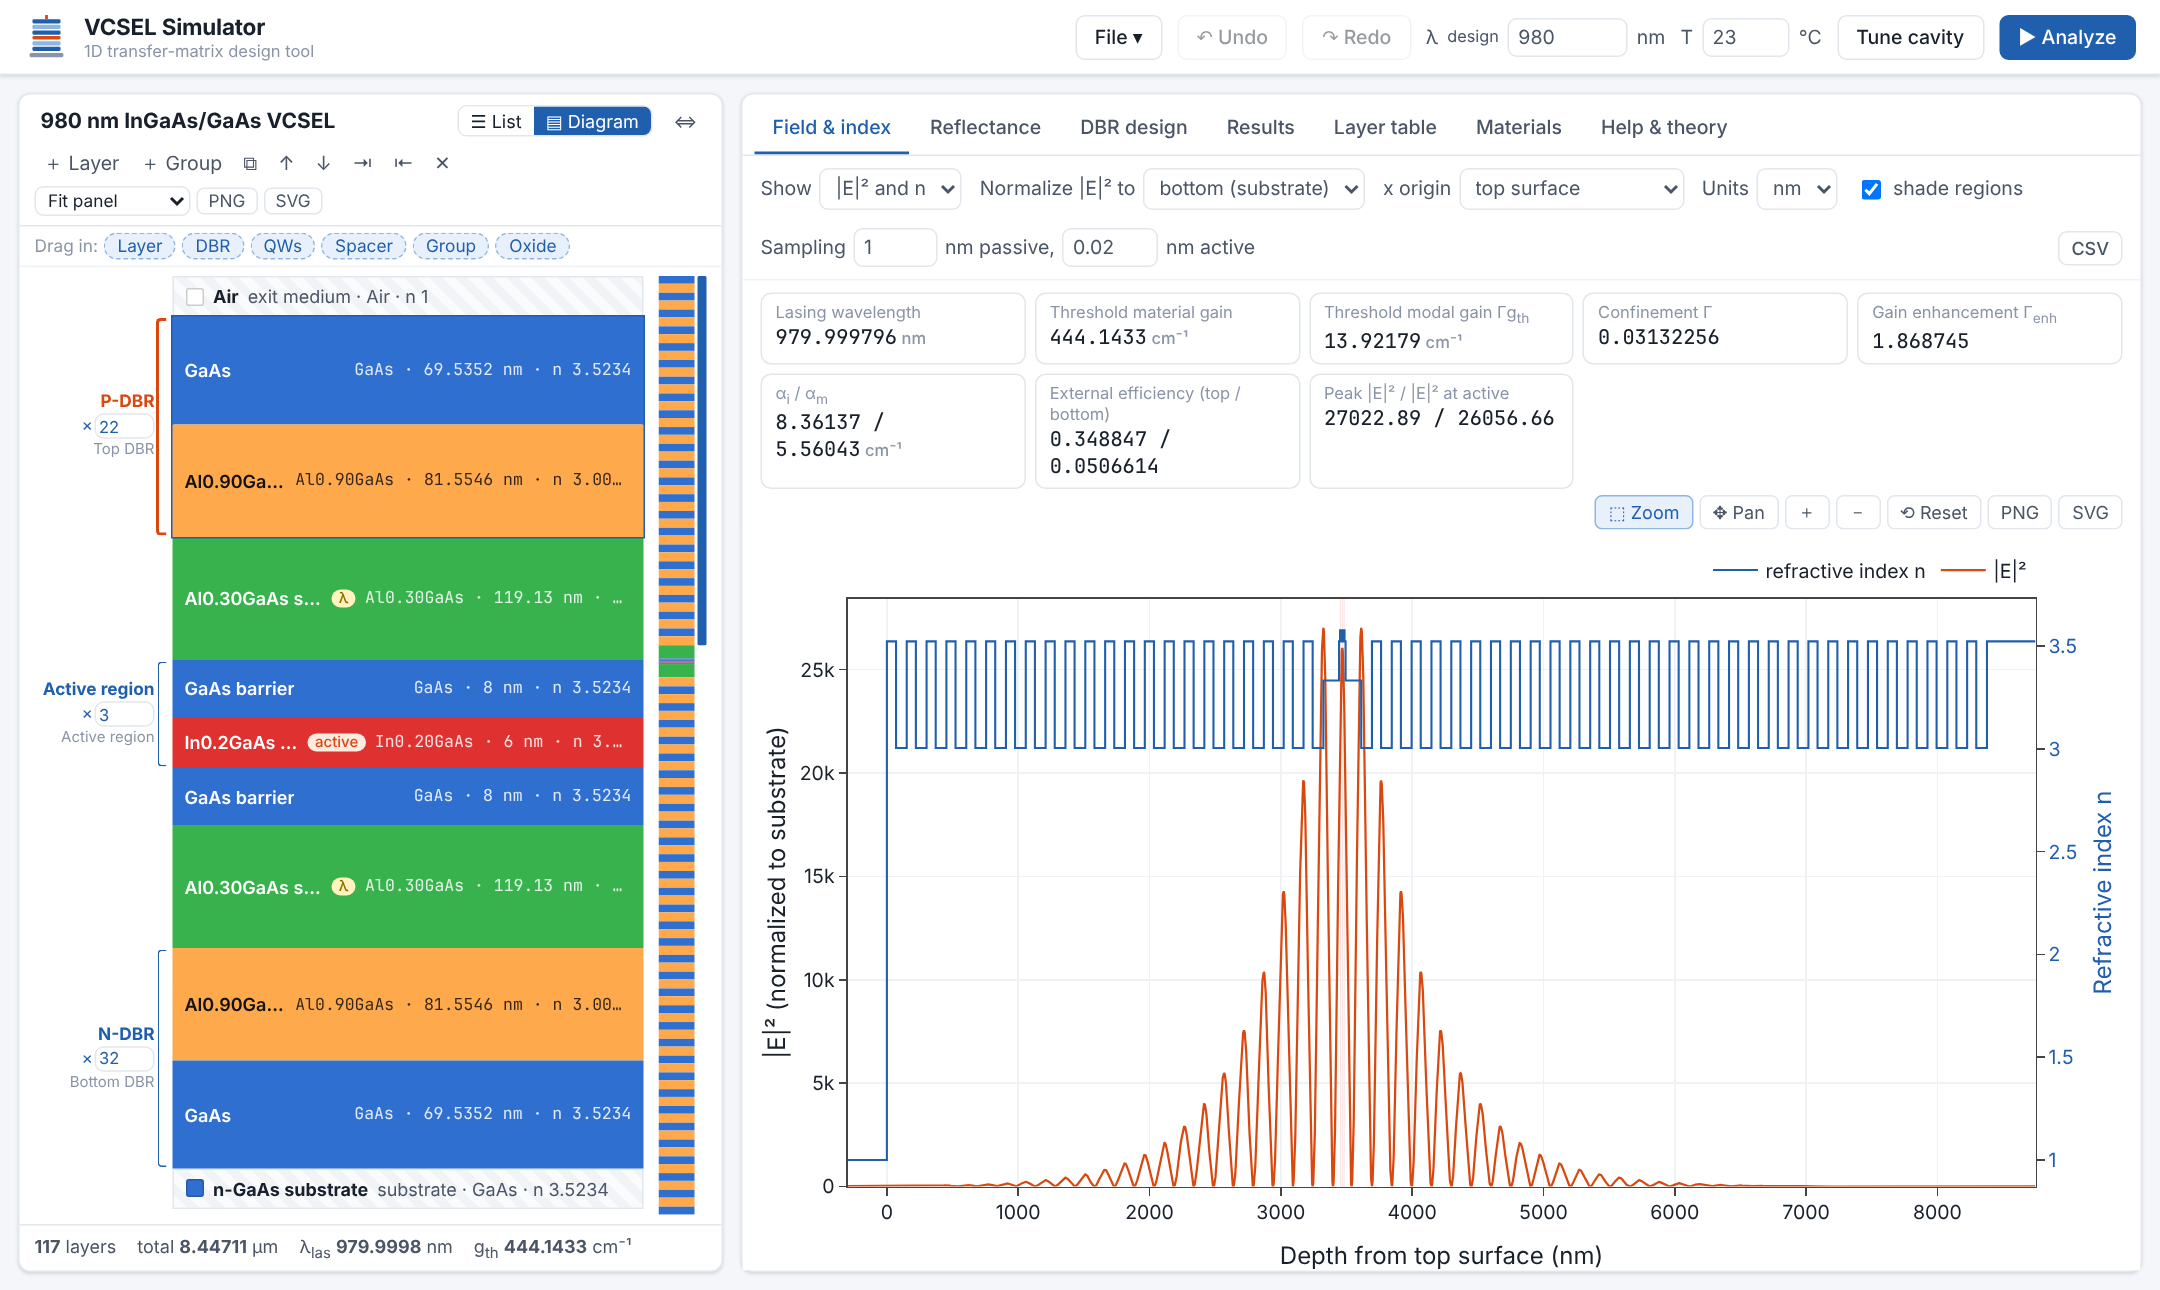 VCSEL Simulator
1D transfer-matrix design tool
File ▾
↶ Undo
↷ Redo
λ design 980 nm
T 23 °C
Tune cavity
▶ Analyze
980 nm InGaAs/GaAs VCSEL
☰ List
▤ Diagram
⇔
+ Layer + Group ⧉ ↑ ↓ ⇥ ⇤ ✕
Fit panel PNG SVG
Drag in: Layer DBR QWs Spacer Group Oxide
Air exit medium · Air · n 1
GaAs GaAs · 69.5352 nm · n 3.5234
P-DBR
× 22
Top DBR
Al0.90Ga… Al0.90GaAs · 81.5546 nm · n 3.00…
Al0.30GaAs s… λ Al0.30GaAs · 119.13 nm · …
GaAs barrier GaAs · 8 nm · n 3.5234
Active region
× 3
Active region
In0.2GaAs … active In0.20GaAs · 6 nm · n 3.…
GaAs barrier GaAs · 8 nm · n 3.5234
Al0.30GaAs s… λ Al0.30GaAs · 119.13 nm · …
Al0.90Ga… Al0.90GaAs · 81.5546 nm · n 3.00…
N-DBR
× 32
Bottom DBR
GaAs GaAs · 69.5352 nm · n 3.5234
n-GaAs substrate substrate · GaAs · n 3.5234
117 layers total 8.44711 μm λlas 979.9998 nm gth 444.1433 cm⁻¹
Field & index Reflectance DBR design Results Layer table Materials Help & theory
Show |E|² and n Normalize |E|² to bottom (substrate) x origin top surface Units nm shade regions
Sampling 1 nm passive, 0.02 nm active CSV
Lasing wavelength
979.999796 nm
Threshold material gain
444.1433 cm⁻¹
Threshold modal gain Γgth
13.92179 cm⁻¹
Confinement Γ
0.03132256
Gain enhancement Γenh
1.868745
αi / αm
8.36137 /
5.56043 cm⁻¹
External efficiency (top /
bottom)
0.348847 /
0.0506614
Peak |E|² / |E|² at active
27022.89 / 26056.66
Zoom ✥ Pan + − ⟲ Reset PNG SVG
refractive index n |E|²
|E|² (normalized to substrate)
25k
20k
15k
10k
5k
0
3.5
3
2.5
2
1.5
1
Refractive index n
0 1000 2000 3000 4000 5000 6000 7000 8000
Depth from top surface (nm)